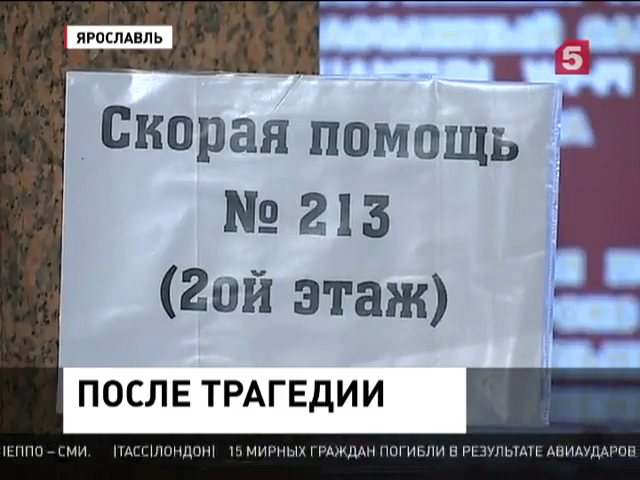 ЯРОСЛАВЛЬ
5
Скорая помощь
№ 213
(2ой этаж)
ПОСЛЕ ТРАГЕДИИ
ЕППО – СМИ. |ТАСС|ЛОНДОН| 15 МИРНЫХ ГРАЖДАН ПОГИБЛИ В РЕЗУЛЬТАТЕ АВИАУДАРОВ